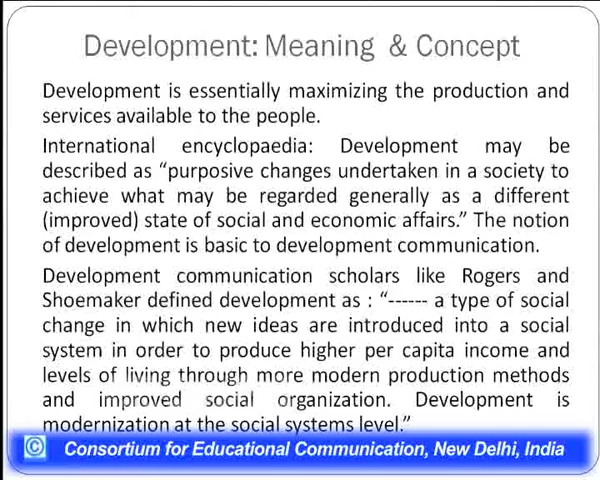 Development: Meaning & Concept
Development is essentially maximizing the production and
services available to the people.
International encyclopaedia: Development may be
described as “purposive changes undertaken in a society to
achieve what may be regarded generally as a different
(improved) state of social and economic affairs.” The notion
of development is basic to development communication.
Development communication scholars like Rogers and
Shoemaker defined development as : “------ a type of social
change in which new ideas are introduced into a social
system in order to produce higher per capita income and
levels of living through more modern production methods
and improved social organization. Development is
modernization at the social systems level.”
© Consortium for Educational Communication, New Delhi, India